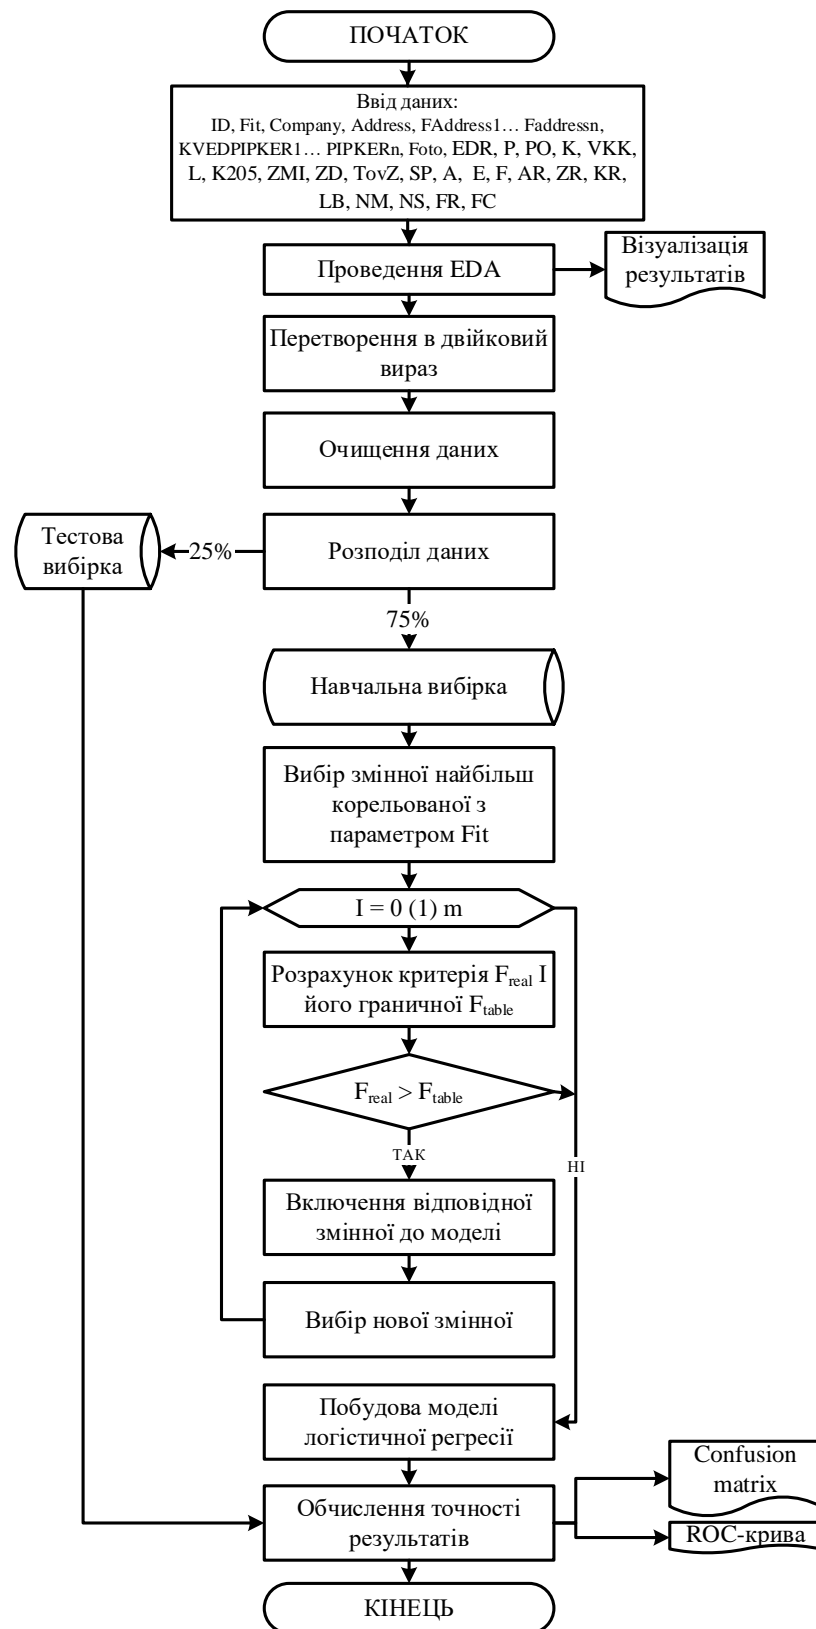 ПОЧАТОК
Ввід даних:
ID, Fit, Company, Address, FAddress1… Faddressn,
KVEDPIPKER1… PIPKERn, Foto, EDR, P, PO, K, VKK,
L, K205, ZMI, ZD, TovZ, SP, A, E, F, AR, ZR, KR,
LB, NM, NS, FR, FC
Проведення EDA
Візуалізація
результатів
Перетворення в двійковий
вираз
Очищення даних
Тестова
вибірка
25%
Розподіл даних
75%
Навчальна вибірка
Вибір змінної найбільш
корельованої з
параметром Fit
I = 0 (1) m
Розрахунок критерія Freal I
його граничної Ftable
Freal > Ftable
ТАК
НІ
Включення відповідної
змінної до моделі
Вибір нової змінної
Побудова моделі
логістичної регресії
Confusion
matrix
Обчислення точності
результатів
ROC-крива
КІНЕЦЬ